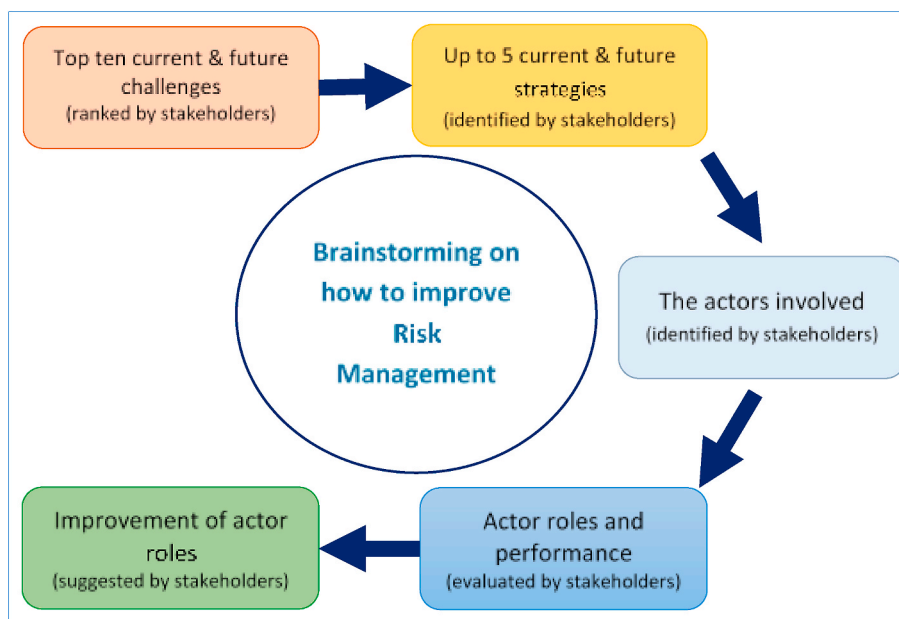 Top ten current & future
challenges
(ranked by stakeholders)
Up to 5 current & future
strategies
(identified by stakeholders)
The actors involved
(identified by stakeholders)
Actor roles and
performance
(evaluated by stakeholders)
Improvement of actor
roles
(suggested by stakeholders)
Brainstorming on
how to improve
Risk
Management